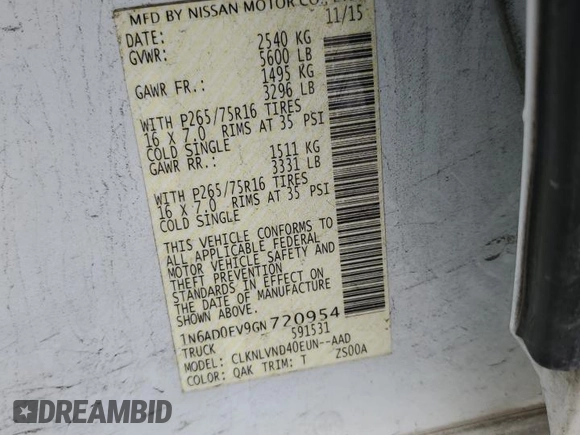 MFD BY NISSAN MOTOR CO.,
DATE: 11/15
GVWR: 2540 KG
5600 LB
GAWR FR.: 1495 KG
3296 LB
WITH P265/75R16 TIRES
16 X 7.0 RIMS AT 35 PSI
COLD SINGLE
GAWR RR.: 1511 KG
3331 LB
WITH P265/75R16 TIRES
16 X 7.0 RIMS AT 35 PSI
COLD SINGLE
THIS VEHICLE CONFORMS TO
ALL APPLICABLE FEDERAL
MOTOR VEHICLE SAFETY AND
THEFT PREVENTION
STANDARDS IN EFFECT ON
THE DATE OF MANUFACTURE
SHOWN ABOVE.
1N6AD0EV9GN720954
TRUCK 591531
MODEL: CLKNLVND40EUN--AAD
COLOR: QAK TRIM: T ZS00A
DREAMBID